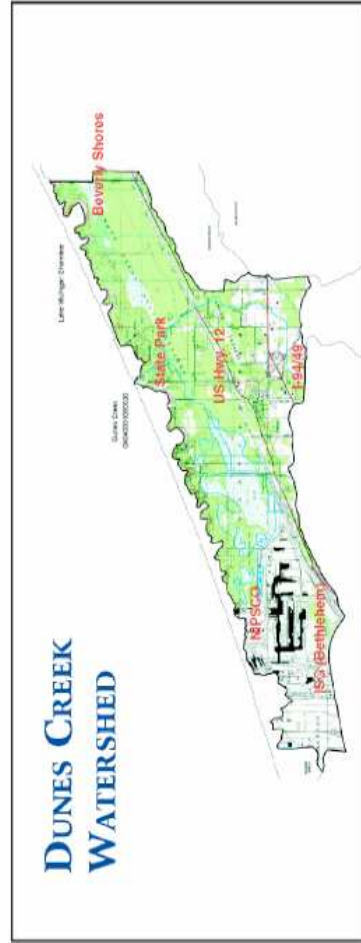 DUNES CREEK
WATERSHED
Lake Michigan Shoreline
Dunes Creek
Beverly Shores
State Park
US Hwy. 12
I-94/49
NIPSCO
ISG (Bethlehem)